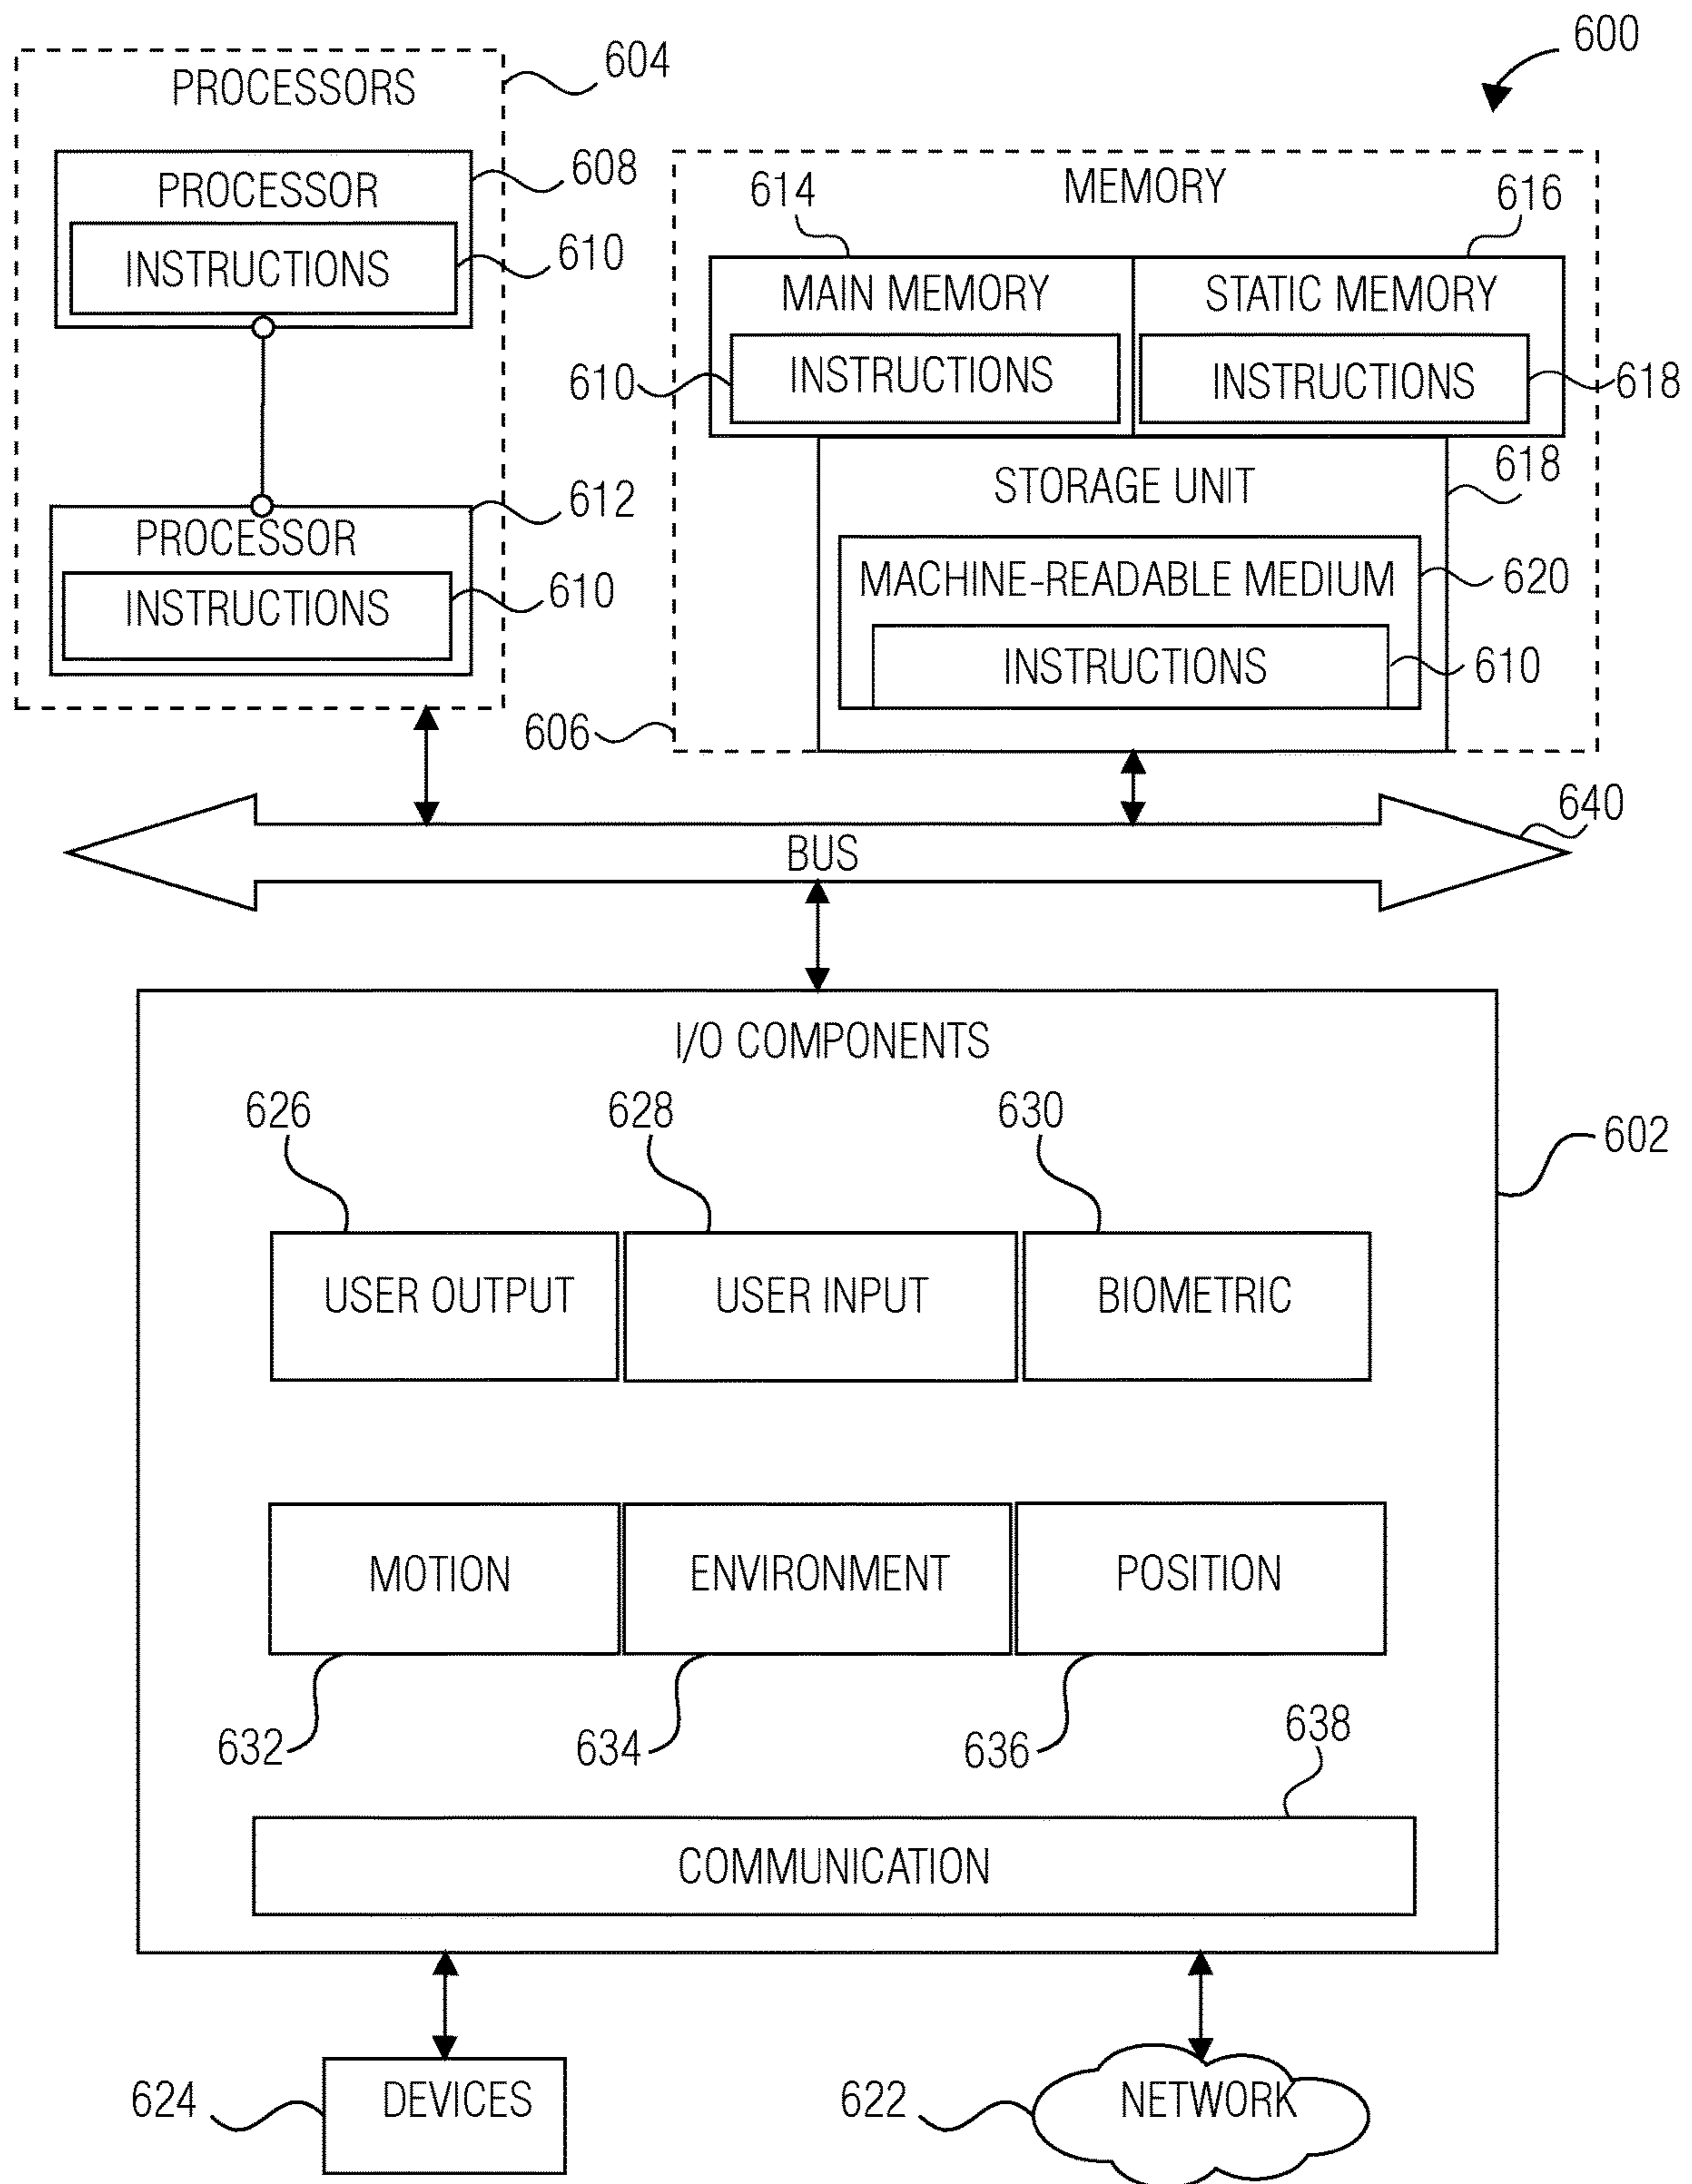 600
604
PROCESSORS
608
PROCESSOR
610
INSTRUCTIONS
612
PROCESSOR
610
INSTRUCTIONS
MEMORY
614
616
MAIN MEMORY
STATIC MEMORY
610
INSTRUCTIONS
INSTRUCTIONS
618
STORAGE UNIT
618
MACHINE-READABLE MEDIUM
620
INSTRUCTIONS
610
606
640
BUS
I/O COMPONENTS
602
626
628
630
USER OUTPUT
USER INPUT
BIOMETRIC
MOTION
ENVIRONMENT
POSITION
632
634
636
638
COMMUNICATION
624
DEVICES
622
NETWORK